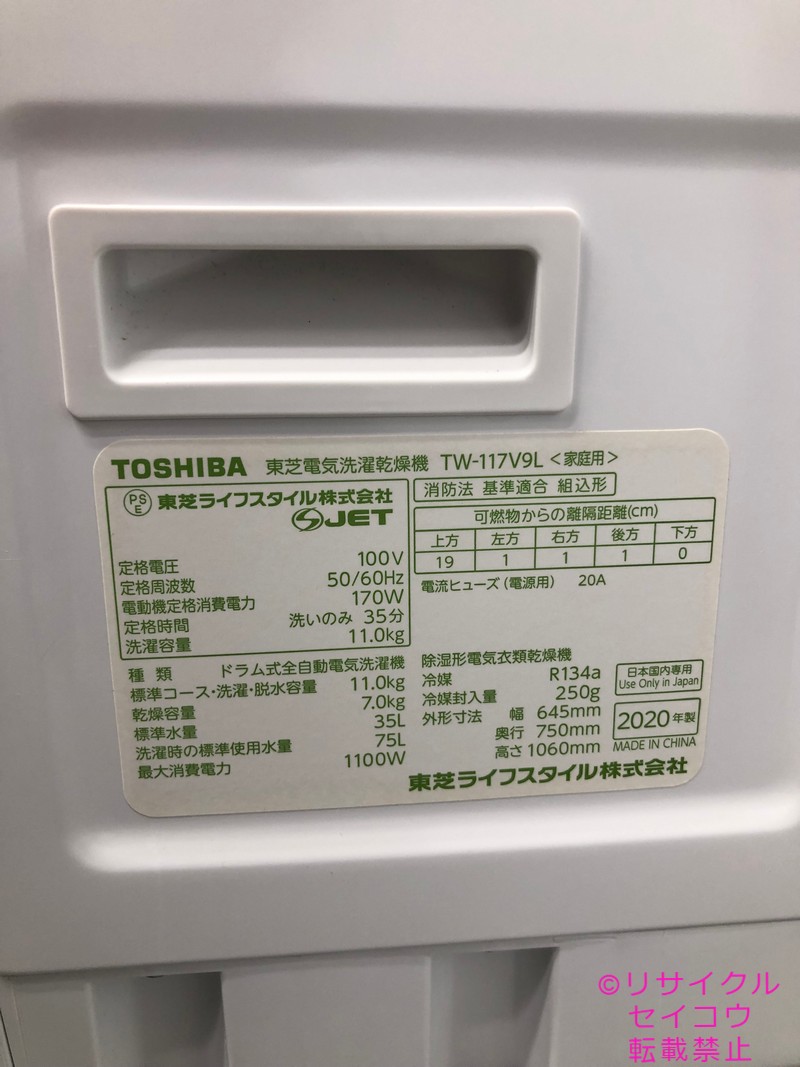 TOSHIBA 東芝電気洗濯乾燥機 TW-117V9L <家庭用>
PS
E
東芝ライフスタイル株式会社
SJET
定格電圧 100V
定格周波数 50/60Hz
電動機定格消費電力 170W
定格時間 洗いのみ 35分
洗濯容量 11.0kg
種 類 ドラム式全自動電気洗濯機
標準コース・洗濯・脱水容量 11.0kg
乾燥容量 7.0kg
標準水量 35L
洗濯時の標準使用水量 75L
最大消費電力 1100W
消防法 基準適合 組込形
可燃物からの離隔距離(cm)
上方 左方 右方 後方 下方
19 1 1 1 0
電流ヒューズ(電源用) 20A
除湿形電気衣類乾燥機
冷媒 R134a
冷媒封入量 250g
外形寸法 幅 645mm
奥行 750mm
高さ 1060mm
日本国内専用
Use Only in Japan
2020年製
MADE IN CHINA
東芝ライフスタイル株式会社
©リサイクル
セイコウ
転載禁止